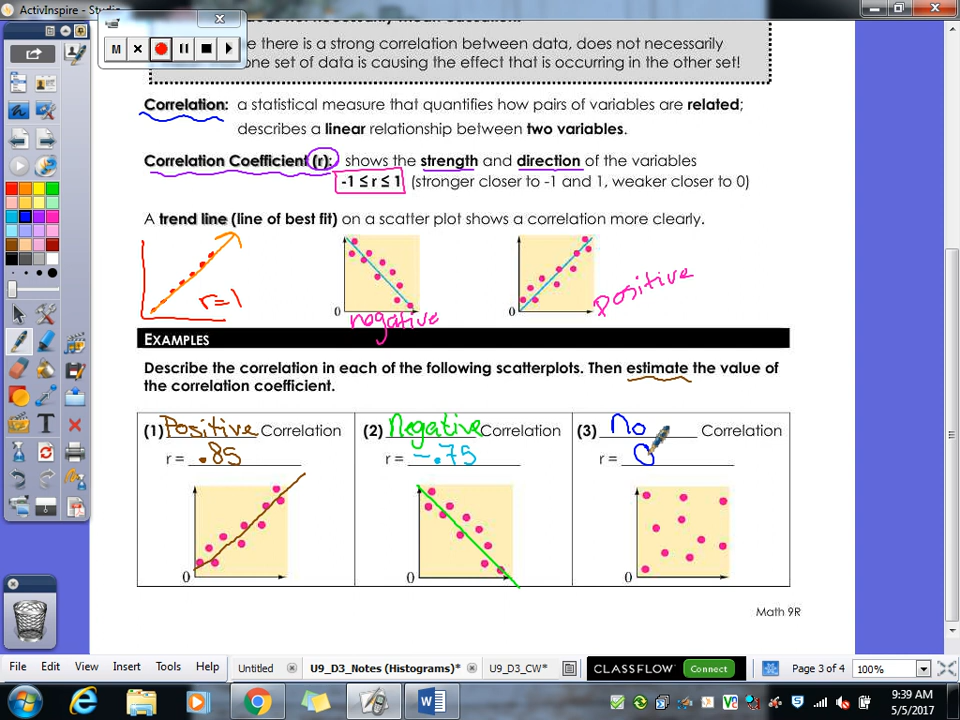 ActivInspire
M
e there is a strong correlation between data, does not necessarily
one set of data is causing the effect that is occurring in the other set!
Correlation: a statistical measure that quantifies how pairs of variables are related;
describes a linear relationship between two variables.
Correlation Coefficient (r): shows the strength and direction of the variables
-1 ≤ r ≤ 1 (stronger closer to -1 and 1, weaker closer to 0)
A trend line (line of best fit) on a scatter plot shows a correlation more clearly.
r=1
0
negative
0
positive
EXAMPLES
Describe the correlation in each of the following scatterplots. Then estimate the value of
the correlation coefficient.
(1) Positive Correlation
r = .85
0
(2) Negative Correlation
r = -.75
0
(3) No Correlation
r = 0
0
Math 9R
File Edit View Insert Tools Help Untitled U9_D3_Notes (Histograms)* U9_D3_CW* CLASSFLOW Connect Page 3 of 4 100%
9:39 AM
5/5/2017